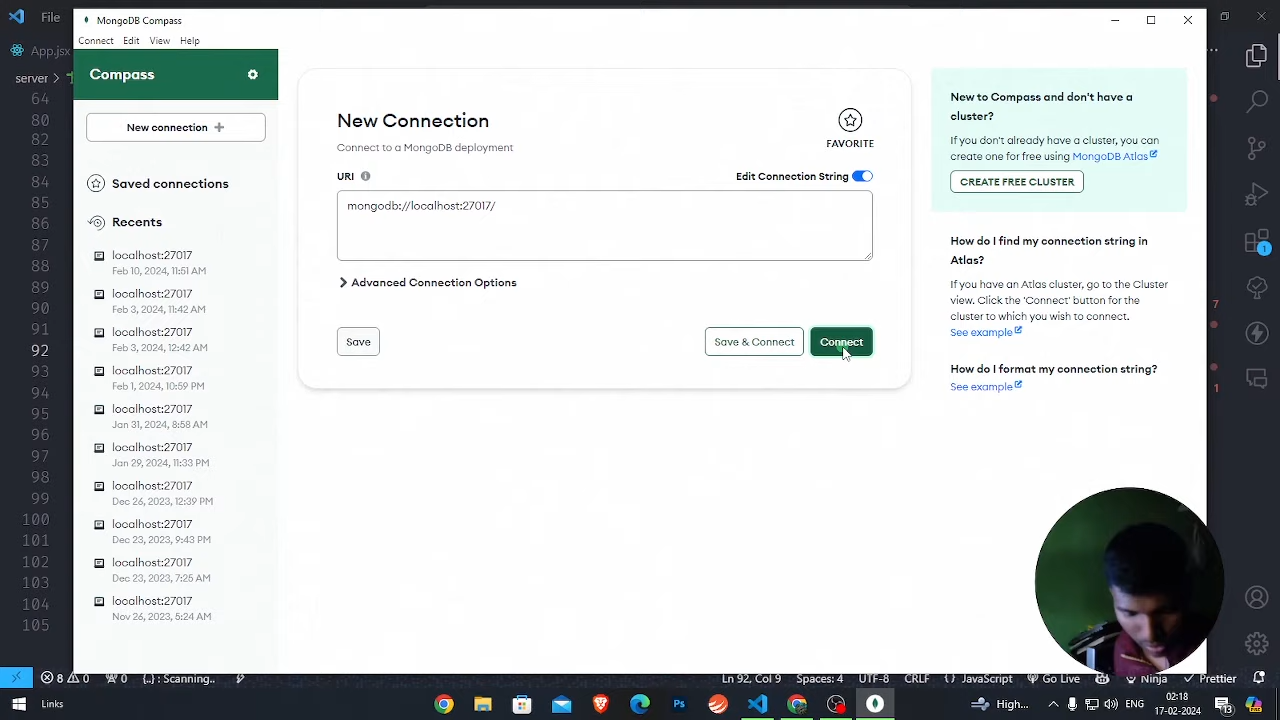 File
MongoDB Compass
Connect Edit View Help
App.jsx
server >
Compass
New connection +
Saved connections
Recents
localhost:27017
Feb 10, 2024, 11:51 AM
localhost:27017
Feb 3, 2024, 11:42 AM
localhost:27017
Feb 3, 2024, 12:42 AM
localhost:27017
Feb 1, 2024, 10:59 PM
localhost:27017
Jan 31, 2024, 8:58 AM
localhost:27017
Jan 29, 2024, 11:33 PM
localhost:27017
Dec 26, 2023, 12:39 PM
localhost:27017
Dec 23, 2023, 9:43 PM
localhost:27017
Dec 23, 2023, 7:25 AM
localhost:27017
Nov 26, 2023, 5:24 AM
64
80
82
83
84
85
86
87
88
89
90
91
92
93
94
95
96
97
98
99
100
101
102
103
104
105
New Connection
Connect to a MongoDB deployment
FAVORITE
URI
Edit Connection String
mongodb://localhost:27017/
Advanced Connection Options
Save
Save & Connect
Connect
New to Compass and don't have a
cluster?
If you don't already have a cluster, you can
create one for free using MongoDB Atlas
CREATE FREE CLUSTER
How do I find my connection string in
Atlas?
If you have an Atlas cluster, go to the Cluster
view. Click the 'Connect' button for the
cluster to which you wish to connect.
See example
How do I format my connection string?
See example
1
7
1
8 0 0 {.}: Scanning.. Ln 92, Col 9 Spaces: 4 UTF-8 CRLF {} JavaScript Go Live Ninja Prettier
Links
ENG
02:18
17-02-2024